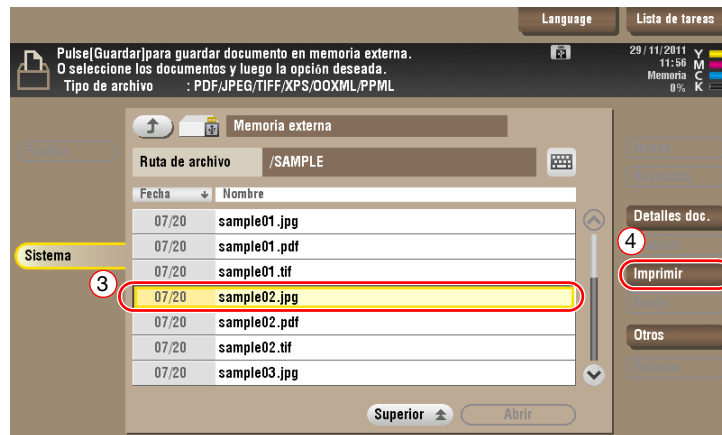 Language
Lista de tareas
Pulse[Guardar]para guardar documento en memoria externa.
O seleccione los documentos y luego la opción deseada.
Tipo de archivo : PDF/JPEG/TIFF/XPS/OOXML/PPML
29/11/2011
11:56
Memoria
0%
Y
M
C
K
Memoria externa
Ruta de archivo /SAMPLE
Fecha Nombre
07/20 sample01.jpg
07/20 sample01.pdf
07/20 sample01.tif
07/20 sample02.jpg
07/20 sample02.pdf
07/20 sample02.tif
07/20 sample03.jpg
Superior
Abrir
Sistema
3
Detalles doc.
4
Imprimir
Otros